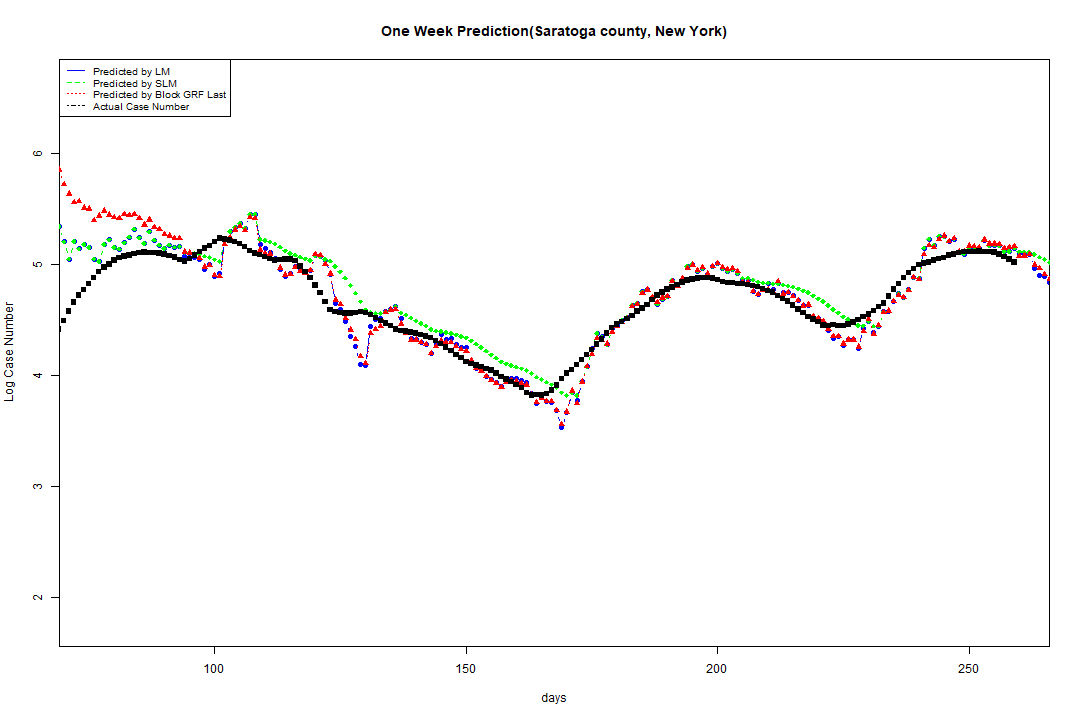 One Week Prediction(Saratoga county, New York)
Predicted by LM
Predicted by SLM
Predicted by Block GRF Last
Actual Case Number
Log Case Number
6
5
4
3
2
100 150 200 250
days